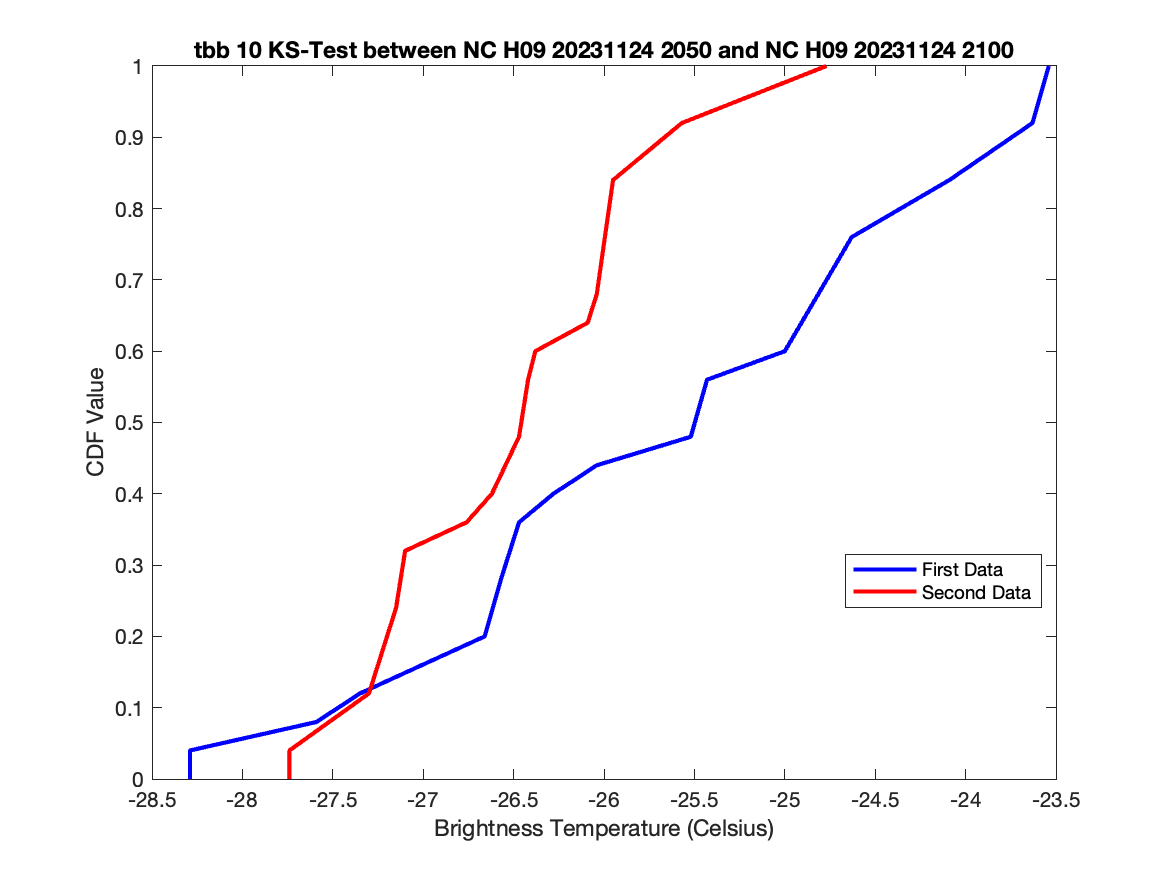 tbb 10 KS-Test between NC H09 20231124 2050 and NC H09 20231124 2100
1
0.9
0.8
0.7
0.6
0.5
0.4
0.3
0.2
0.1
0
CDF Value
First Data
Second Data
-28.5 -28 -27.5 -27 -26.5 -26 -25.5 -25 -24.5 -24 -23.5
Brightness Temperature (Celsius)